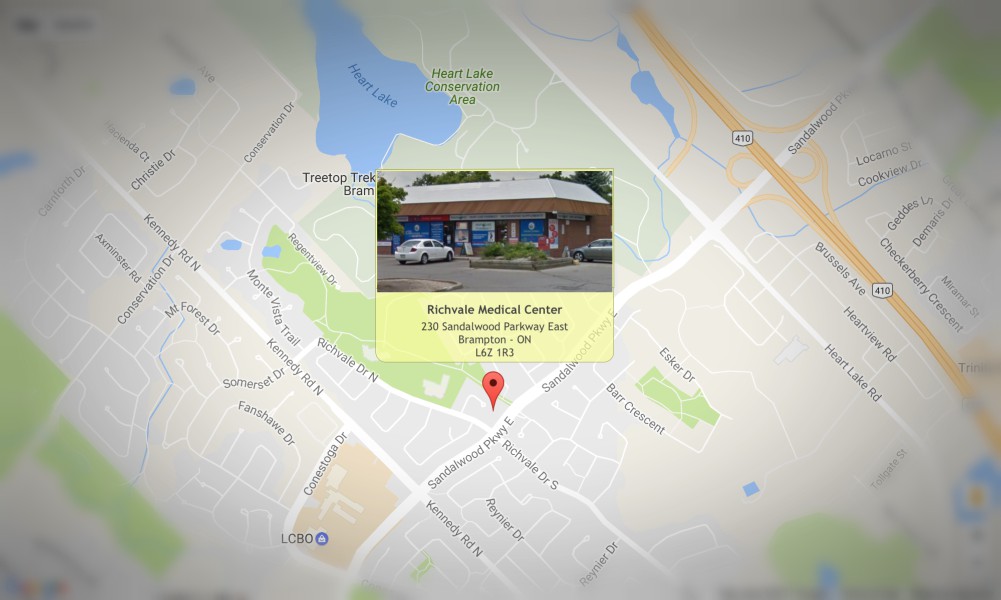 Heart Lake
Heart Lake
Conservation
Area
410
Sandalwood Pk
Conservation Dr
Hacienda Ct
Christie Dr
Camforth Dr
Treetop Trek
Bram
Locarno St
Cookview Dr
Geddes Ln
Demaris Dr
Checkerberry Crescent
Miramar St
Kennedy Rd N
Axminster Rd
Conservation Dr
Regentview Dr
Brussels Ave
410
Monte Vista Trail
Mt Forest Dr
Richvale Medical Center
230 Sandalwood Parkway East
Brampton - ON
L6Z 1R3
Sandalwood Pkwy E
Heartview Rd
Heart Lake Rd
Richvale Dr N
Kennedy Rd N
Somerset Dr
Esker Dr
Barr Crescent
Fanshawe Dr
Conestoga Dr
Sandalwood Pkwy E
Richvale Dr S
Tollgate St
Reynier Dr
Kennedy Rd N
LCBO
Reynier Dr